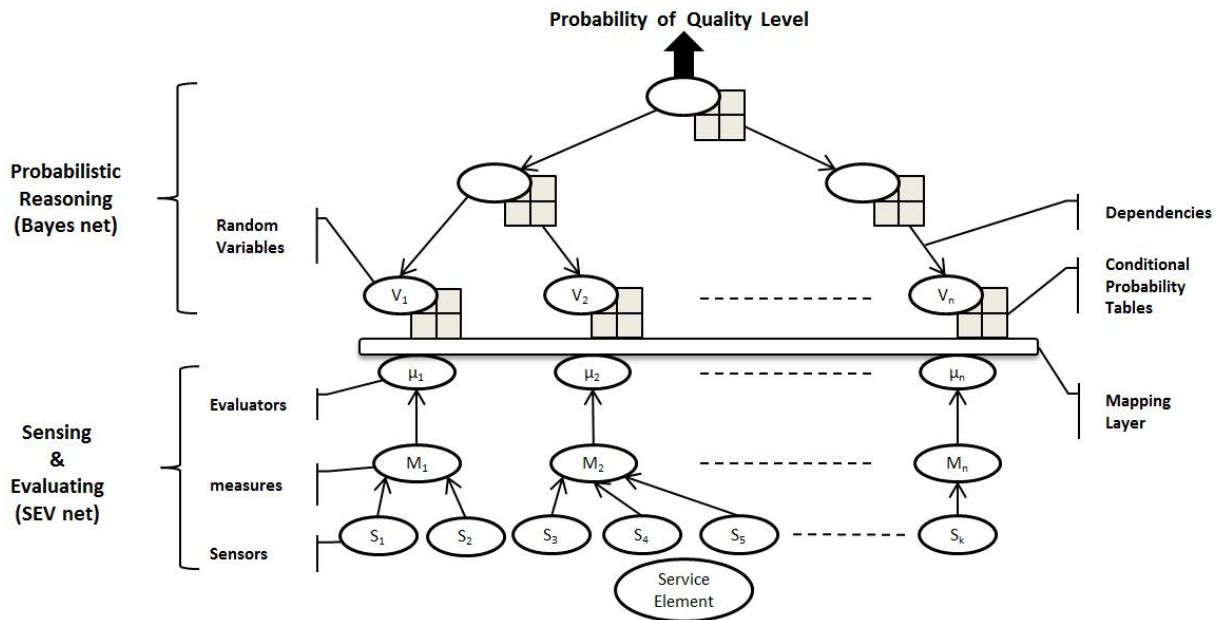 Probability of Quality Level
Probabilistic
Reasoning
(Bayes net)
Random
Variables
Dependencies
Conditional
Probability
Tables
V₁
V₂
Vₙ
Mapping
Layer
Sensing
&
Evaluating
(SEV net)
Evaluators
μ₁
μ₂
μₙ
measures
M₁
M₂
Mₙ
Sensors
S₁
S₂
S₃
S₄
S₅
Sₖ
Service
Element